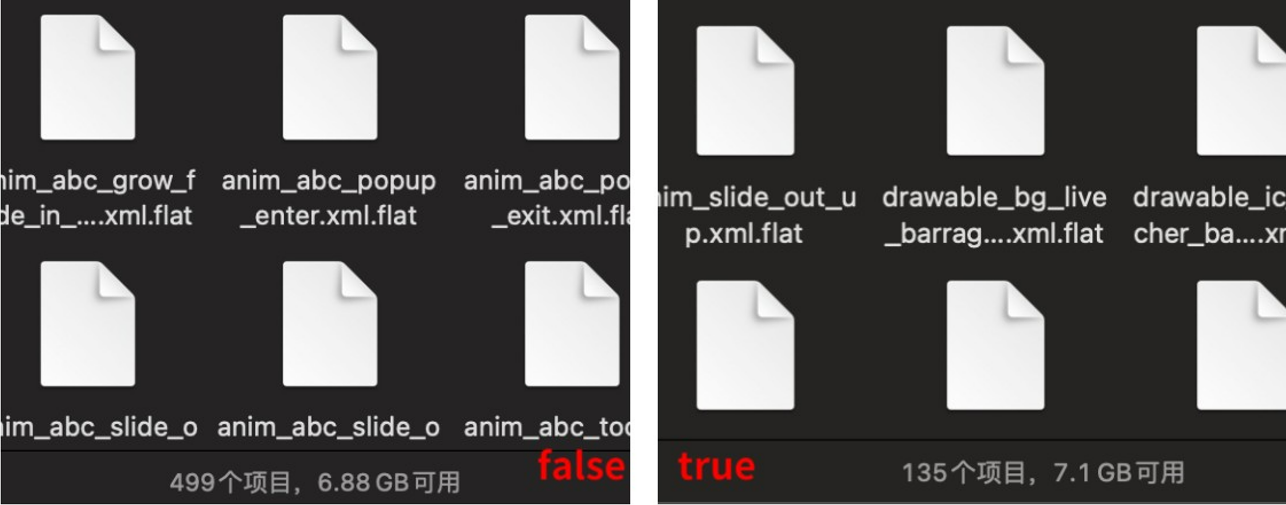 nim_abc_grow_f
de_in_....xml.flat
anim_abc_popup
_enter.xml.flat
anim_abc_po
_exit.xml.fla
im_abc_slide_o
anim_abc_slide_o
anim_abc_too
499个项目，6.88 GB可用
false
im_slide_out_u
p.xml.flat
drawable_bg_live
_barrag....xml.flat
drawable_ic
cher_ba....xm
true
135个项目，7.1 GB可用